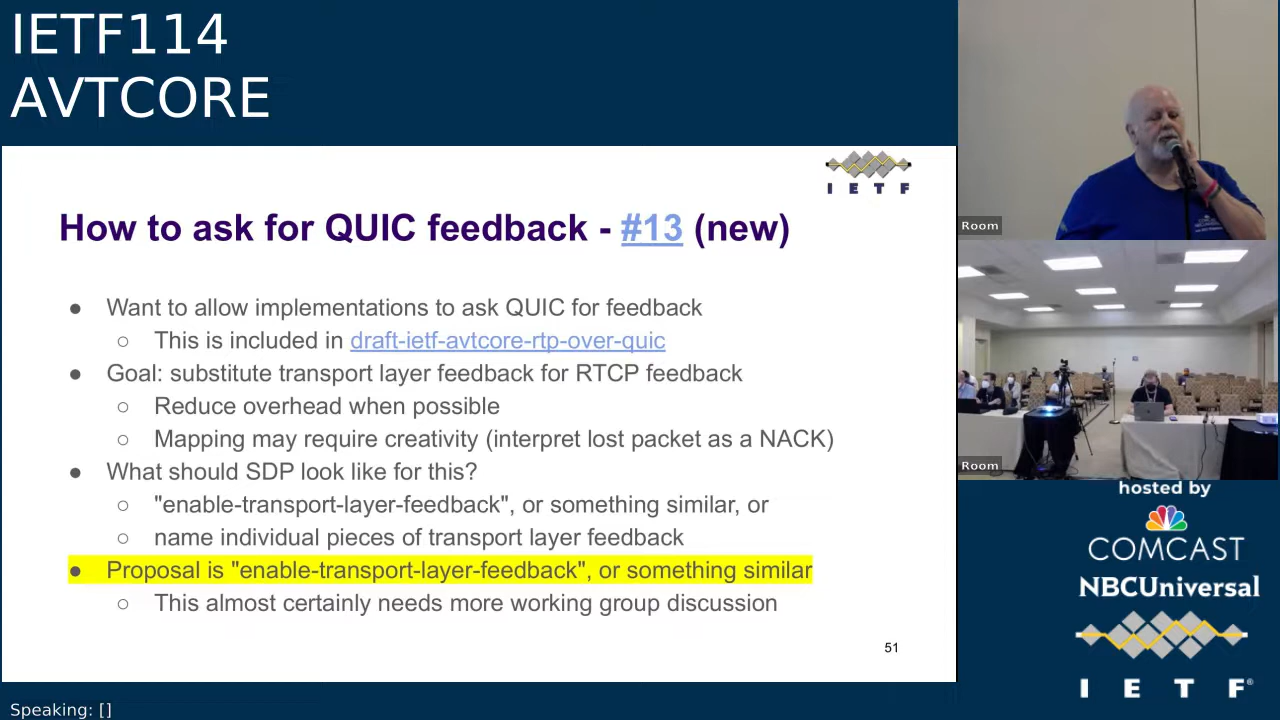 IETF114
AVTCORE
I E T F
How to ask for QUIC feedback - #13 (new)
● Want to allow implementations to ask QUIC for feedback
○ This is included in draft-ietf-avtcore-rtp-over-quic
● Goal: substitute transport layer feedback for RTCP feedback
○ Reduce overhead when possible
○ Mapping may require creativity (interpret lost packet as a NACK)
● What should SDP look like for this?
○ "enable-transport-layer-feedback", or something similar, or
○ name individual pieces of transport layer feedback
● Proposal is "enable-transport-layer-feedback", or something similar
○ This almost certainly needs more working group discussion
51
Speaking: []
Room
Room
hosted by
COMCAST
NBCUniversal
I E T F®